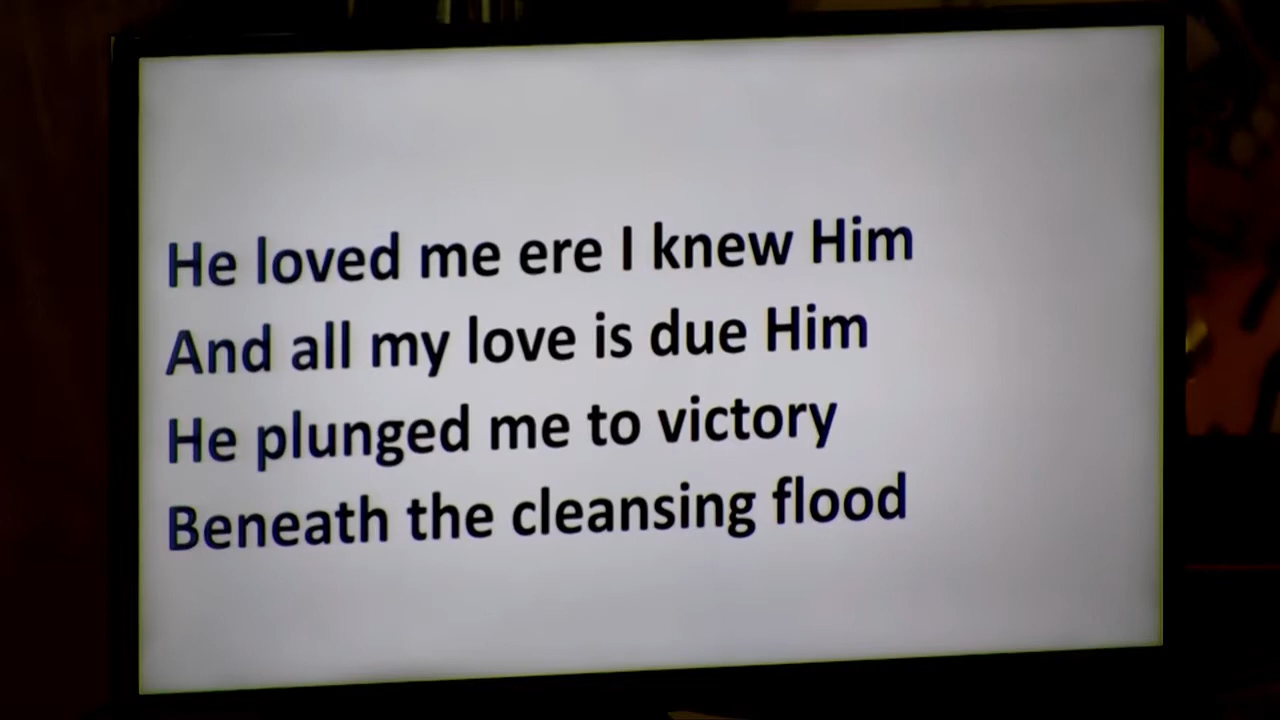 He loved me ere I knew Him
And all my love is due Him
He plunged me to victory
Beneath the cleansing flood